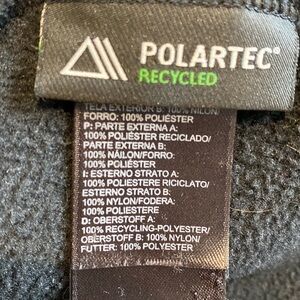 POLARTEC®
RECYCLED
TELA EXTERIOR B: 100% NILON/
FORRO: 100% POLIÉSTER
P: PARTE EXTERNA A:
100% POLIÉSTER RECICLADO/
PARTE EXTERNA B:
100% NÁILON/FORRO:
100% POLIÉSTER
I: ESTERNO STRATO A:
100% POLIESTERE RICICLATO/
ESTERNO STRATO B:
100% NYLON/FODERA:
100% POLIESTERE
D: OBERSTOFF A:
100% RECYCLING-POLYESTER/
OBERSTOFF B: 100% NYLON/
FUTTER: 100% POLYESTER